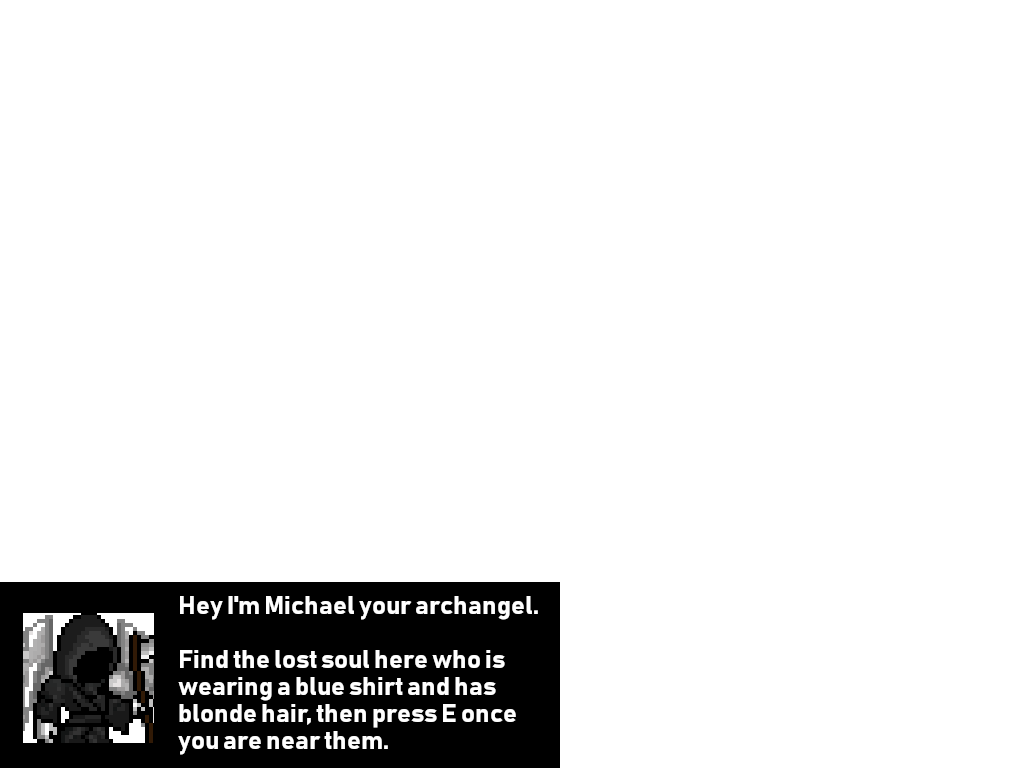 Hey I'm Michael your archangel.
Find the lost soul here who is
wearing a blue shirt and has
blonde hair, then press E once
you are near them.